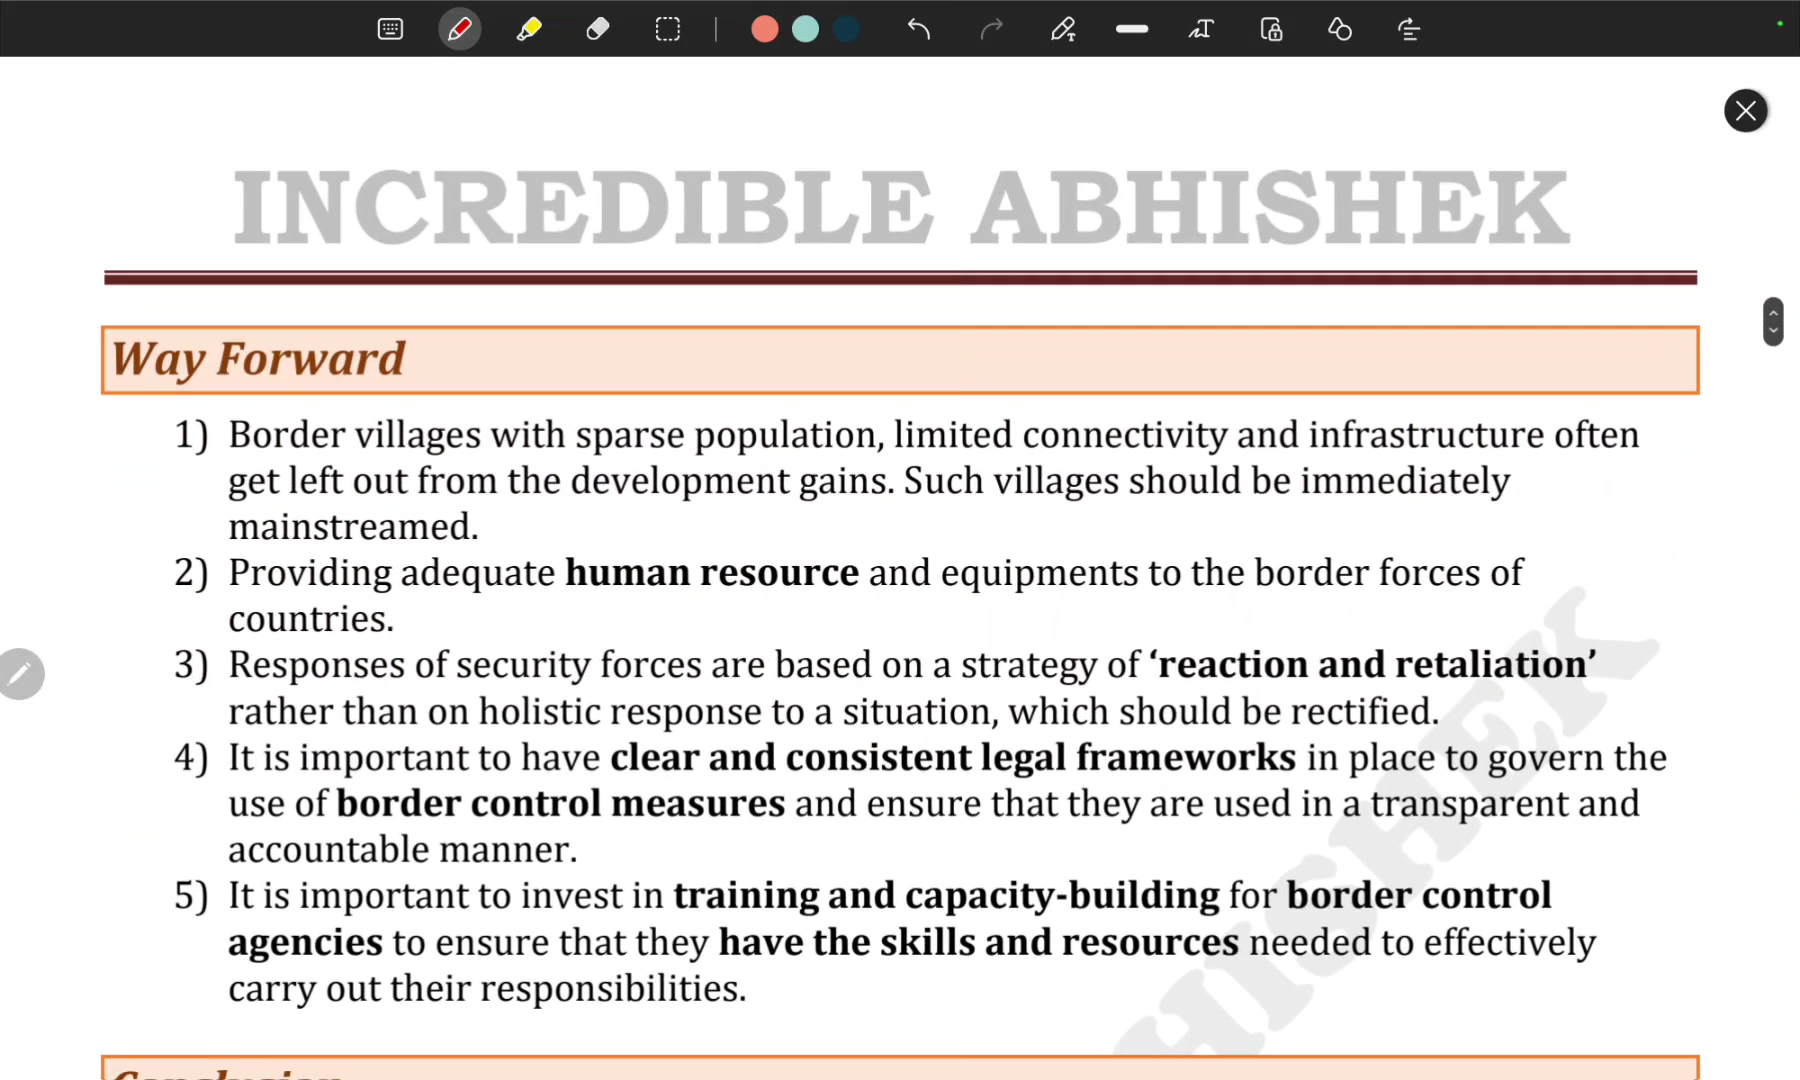 INCREDIBLE ABHISHEK
Way Forward
1) Border villages with sparse population, limited connectivity and infrastructure often
get left out from the development gains. Such villages should be immediately
mainstreamed.
2) Providing adequate human resource and equipments to the border forces of
countries.
3) Responses of security forces are based on a strategy of ‘reaction and retaliation’
rather than on holistic response to a situation, which should be rectified.
4) It is important to have clear and consistent legal frameworks in place to govern the
use of border control measures and ensure that they are used in a transparent and
accountable manner.
5) It is important to invest in training and capacity-building for border control
agencies to ensure that they have the skills and resources needed to effectively
carry out their responsibilities.
HISHEK
Conclusion